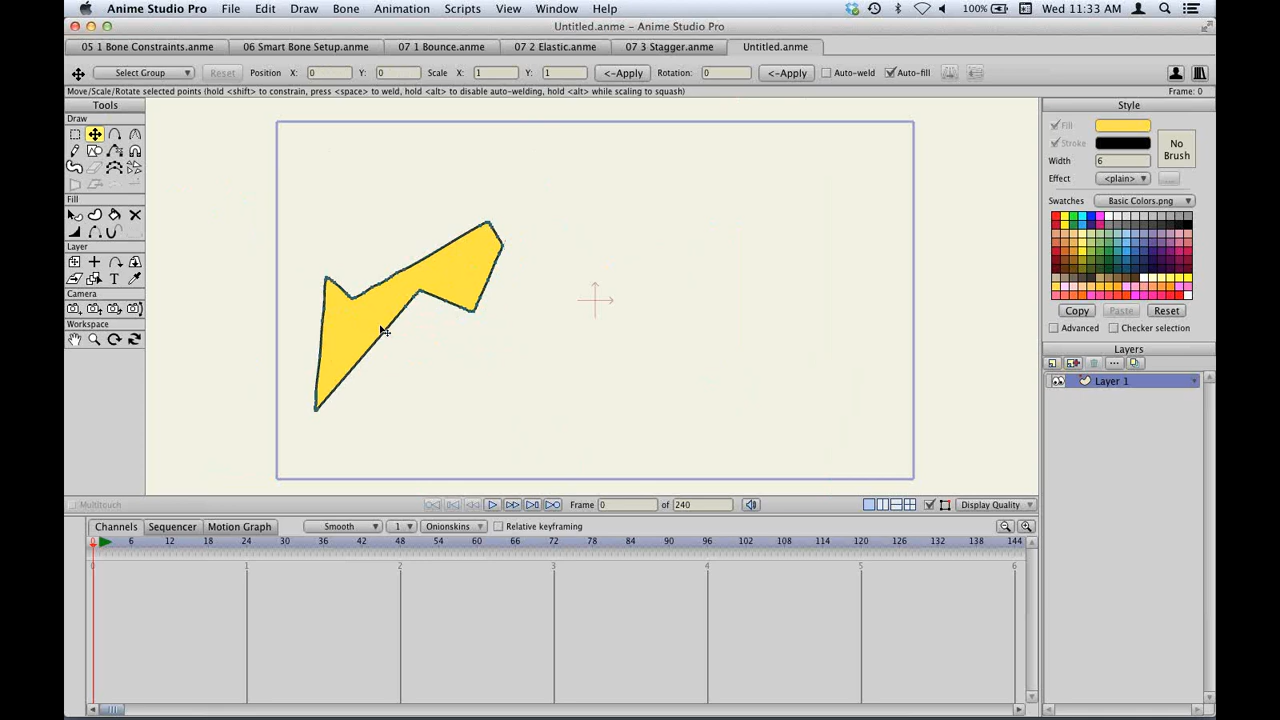 Anime Studio Pro File Edit Draw Bone Animation Scripts View Window Help 100% Wed 11:33 AM
Untitled.anme – Anime Studio Pro
05 1 Bone Constraints.anme 06 Smart Bone Setup.anme 07 1 Bounce.anme 07 2 Elastic.anme 07 3 Stagger.anme Untitled.anme
Select Group Reset Position X: 0 Y: 0 Scale X: 1 Y: 1 <-Apply Rotation: 0 <-Apply Auto-weld Auto-fill
Move/Scale/Rotate selected points (hold <shift> to constrain, press <space> to weld, hold <alt> to disable auto-welding, hold <alt> while scaling to squash) Frame: 0
Tools Style
Draw
Fill
Stroke
No Brush
Width 6
Effect <plain> ...
Fill
Swatches Basic Colors.png
Layer
Camera
Copy Paste Reset
Workspace
Advanced Checker selection
Layers
Layer 1
Multitouch Frame 0 of 240 Display Quality
Channels Sequencer Motion Graph Smooth 1 Onionskins Relative keyframing
0 6 12 18 24 30 36 42 48 54 60 66 72 78 84 90 96 102 108 114 120 126 132 138 144
0 1 2 3 4 5 6